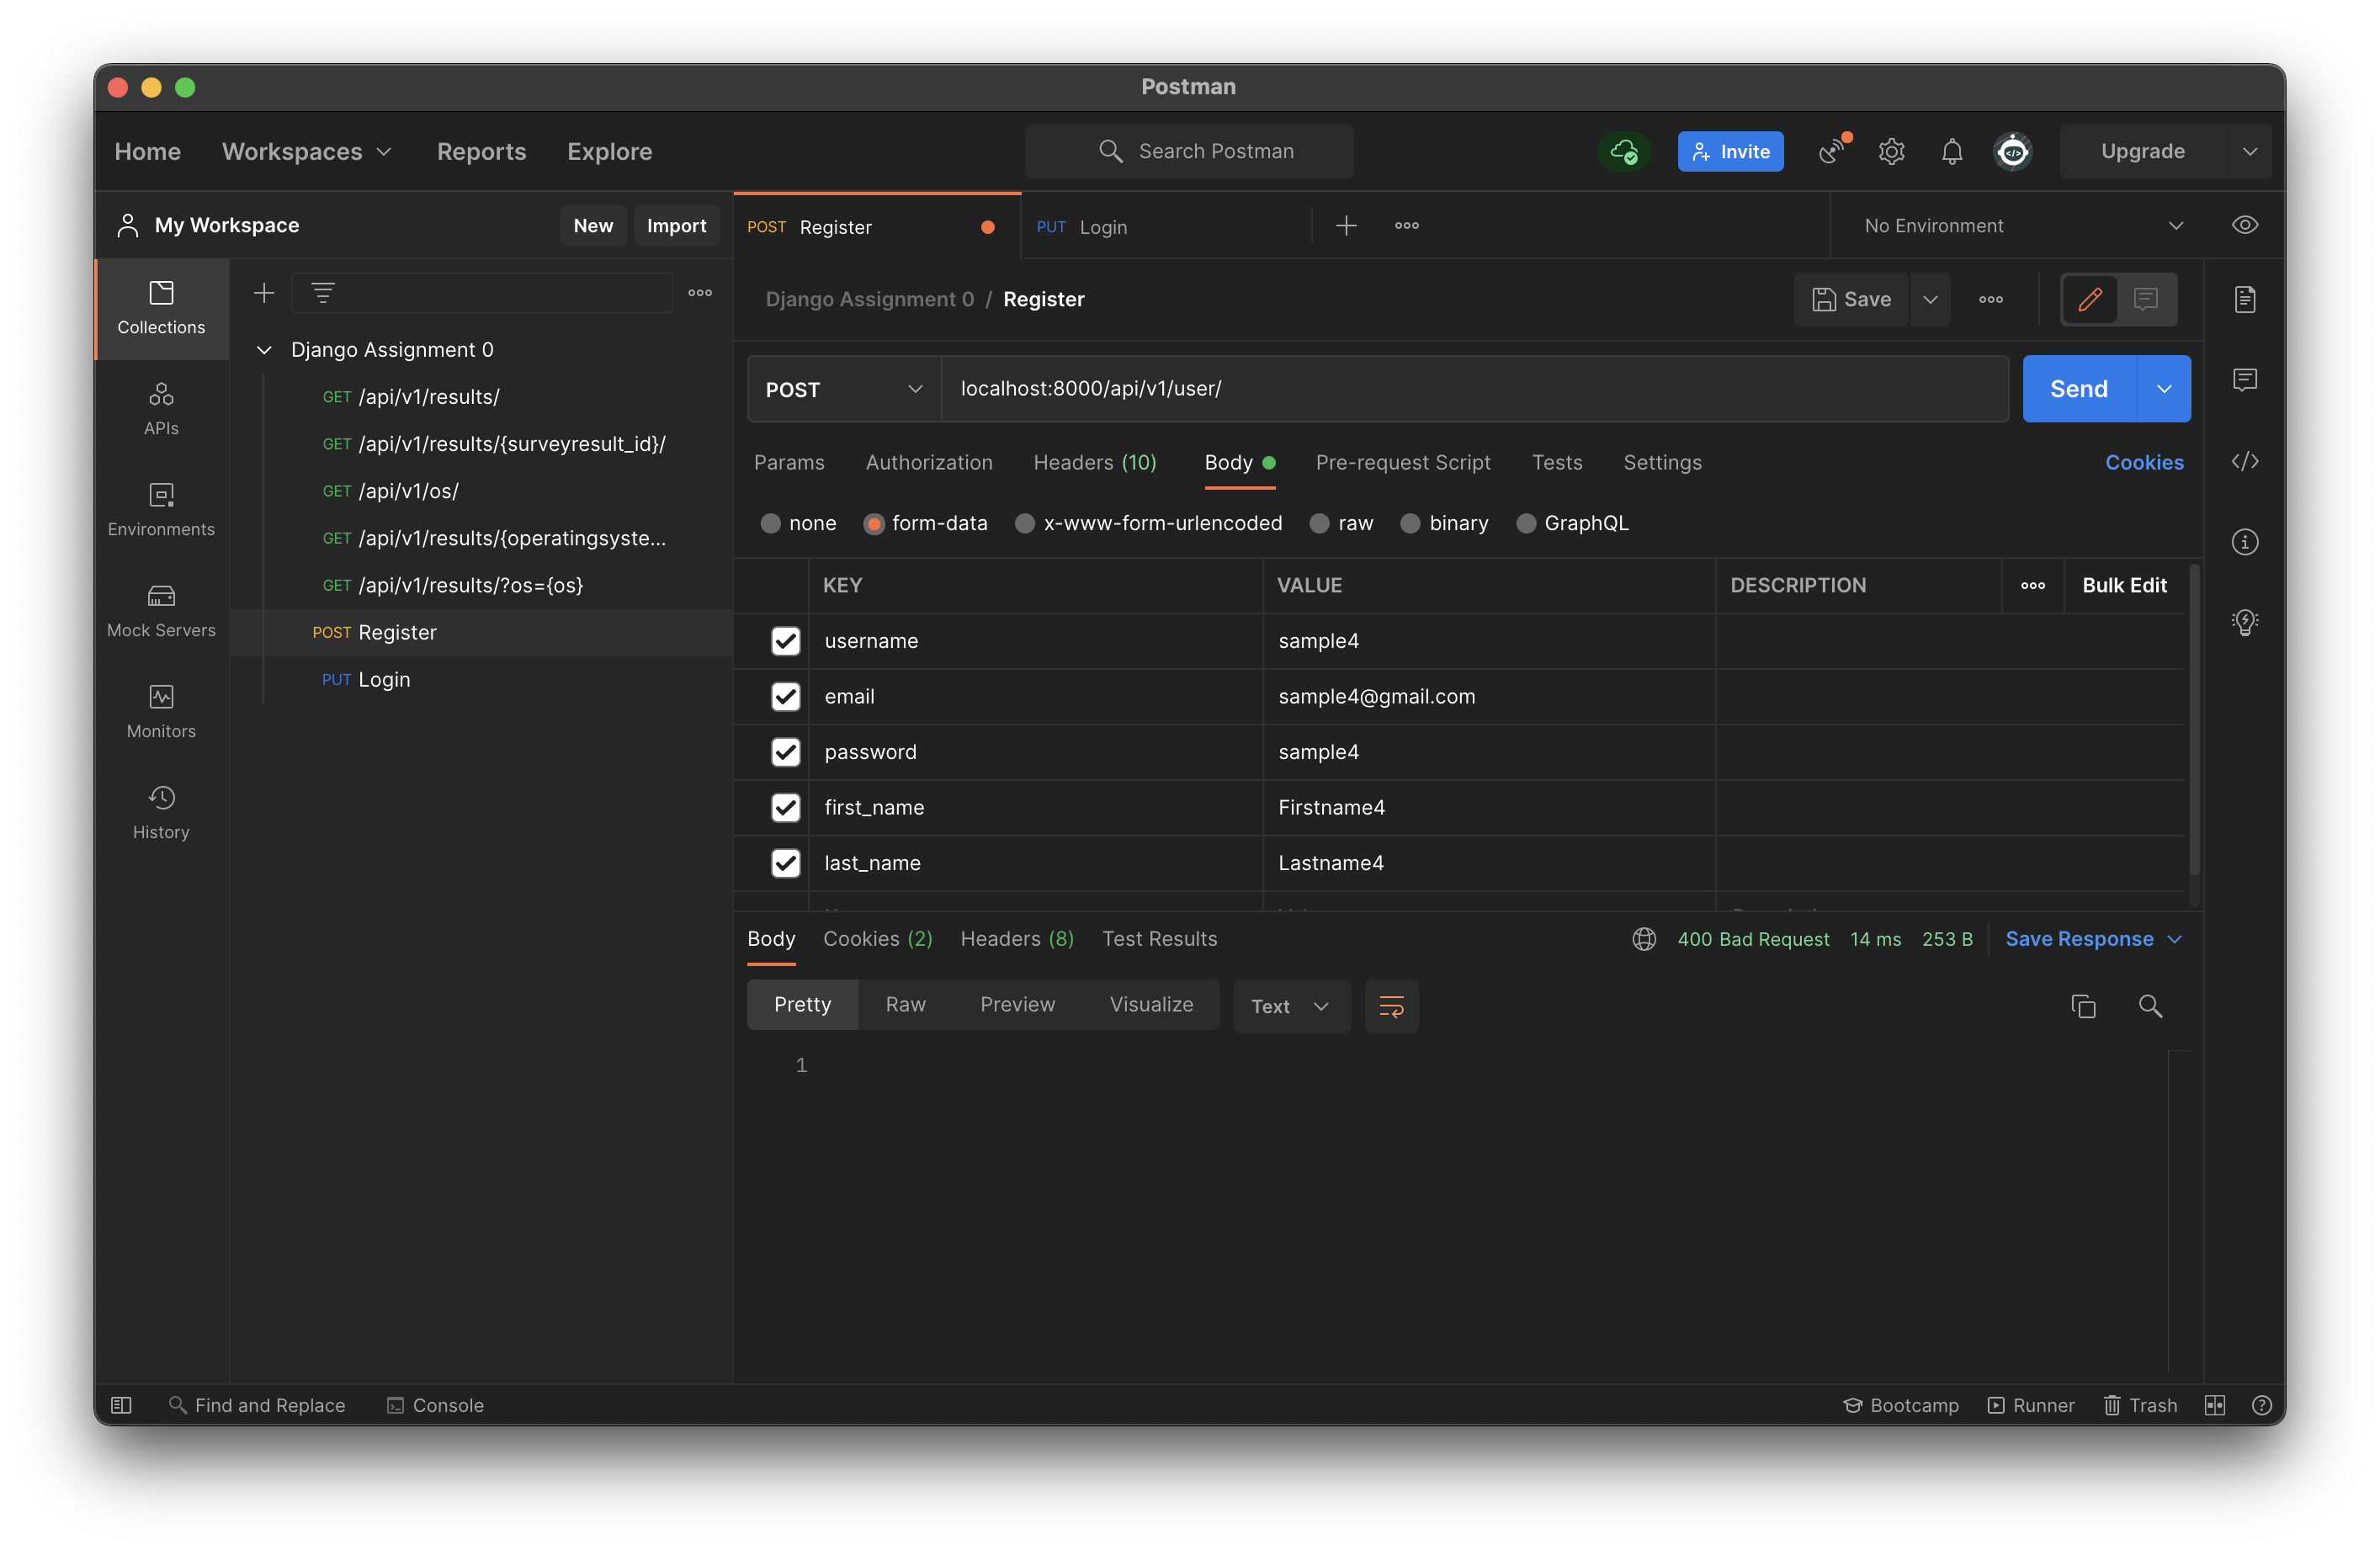 Postman
Home Workspaces Reports Explore Search Postman Invite Upgrade
My Workspace New Import
POST Register PUT Login No Environment
Collections
APIs
Environments
Mock Servers
Monitors
History
Django Assignment 0
GET /api/v1/results/
GET /api/v1/results/{surveyresult_id}/
GET /api/v1/os/
GET /api/v1/results/{operatingsyste...
GET /api/v1/results/?os={os}
POST Register
PUT Login
Django Assignment 0 / Register Save
POST localhost:8000/api/v1/user/ Send
Params Authorization Headers (10) Body Pre-request Script Tests Settings Cookies
none form-data x-www-form-urlencoded raw binary GraphQL
KEY VALUE DESCRIPTION Bulk Edit
username sample4
email sample4@gmail.com
password sample4
first_name Firstname4
last_name Lastname4
Body Cookies (2) Headers (8) Test Results 400 Bad Request 14 ms 253 B Save Response
Pretty Raw Preview Visualize Text
1
Find and Replace Console Bootcamp Runner Trash